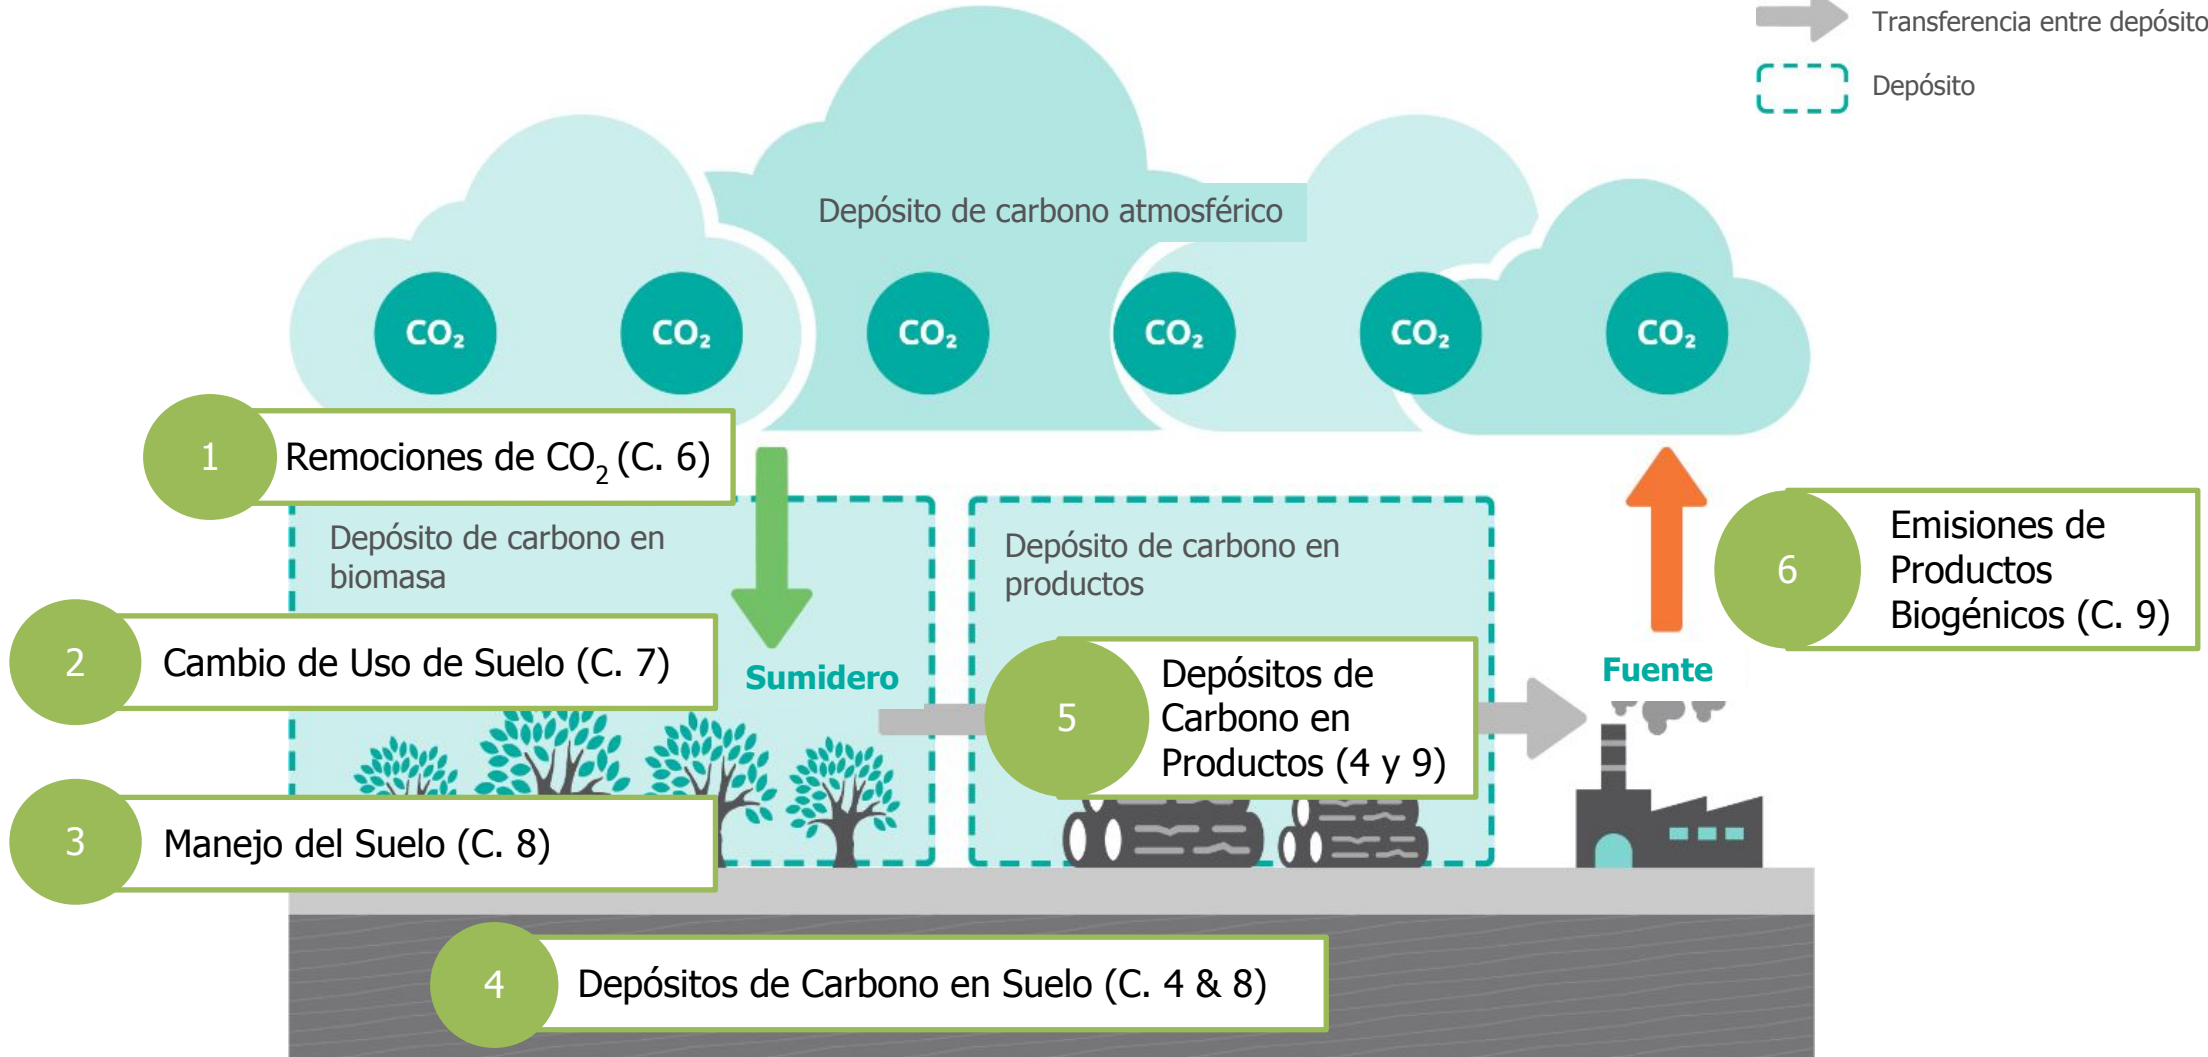 Transferencia entre depósito
Depósito
Depósito de carbono atmosférico
CO₂
CO₂
CO₂
CO₂
CO₂
CO₂
1
Remociones de CO₂ (C. 6)
Depósito de carbono en
biomasa
Depósito de carbono en
productos
6
Emisiones de
Productos
Biogénicos (C. 9)
2
Cambio de Uso de Suelo (C. 7)
Sumidero
5
Depósitos de
Carbono en
Productos (4 y 9)
Fuente
3
Manejo del Suelo (C. 8)
4
Depósitos de Carbono en Suelo (C. 4 & 8)